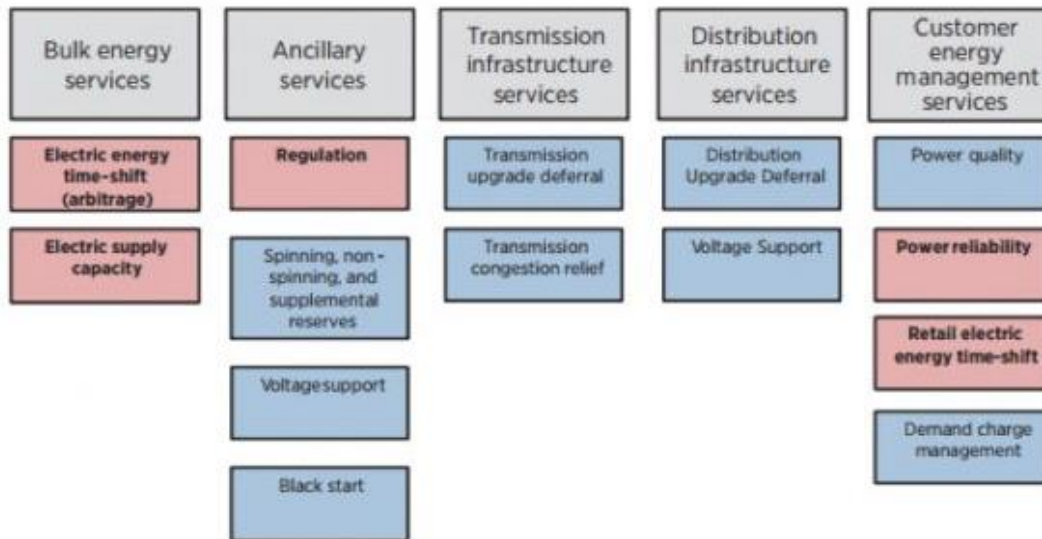 Bulk energy
services
Electric energy
time-shift
(arbitrage)
Electric supply
capacity
Ancillary
services
Regulation
Spinning, non-
spinning, and
supplemental
reserves
Voltage support
Black start
Transmission
infrastructure
services
Transmission
upgrade deferral
Transmission
congestion relief
Distribution
infrastructure
services
Distribution
Upgrade Deferral
Voltage Support
Customer
energy
management
services
Power quality
Power reliability
Retail electric
energy time-shift
Demand charge
management